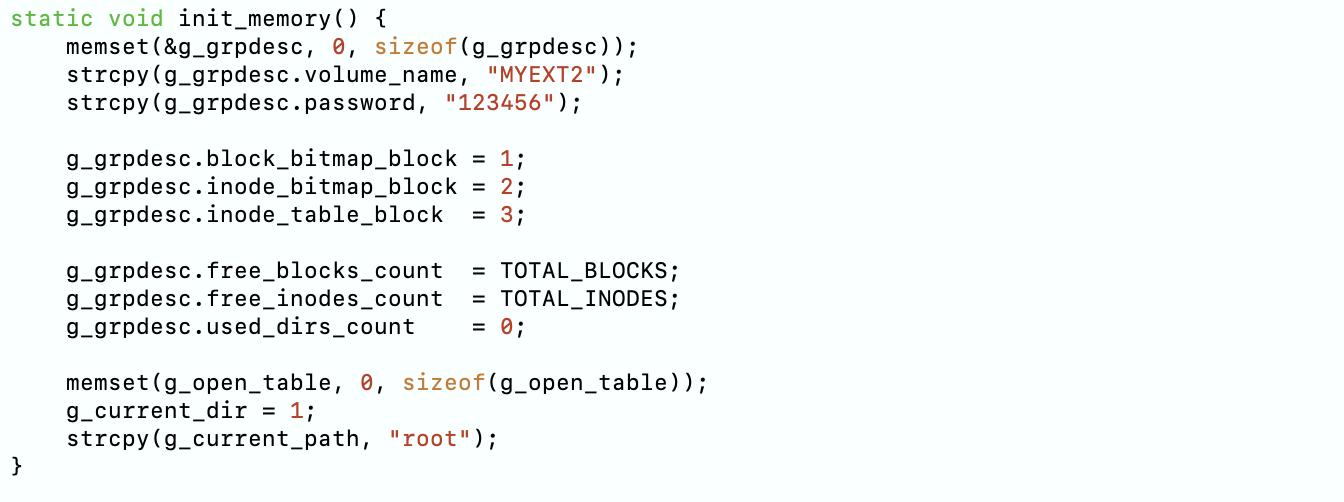 static void init_memory() {
    memset(&g_grpdesc, 0, sizeof(g_grpdesc));
    strcpy(g_grpdesc.volume_name, "MYEXT2");
    strcpy(g_grpdesc.password, "123456");

    g_grpdesc.block_bitmap_block = 1;
    g_grpdesc.inode_bitmap_block = 2;
    g_grpdesc.inode_table_block  = 3;

    g_grpdesc.free_blocks_count  = TOTAL_BLOCKS;
    g_grpdesc.free_inodes_count  = TOTAL_INODES;
    g_grpdesc.used_dirs_count    = 0;

    memset(g_open_table, 0, sizeof(g_open_table));
    g_current_dir = 1;
    strcpy(g_current_path, "root");
}